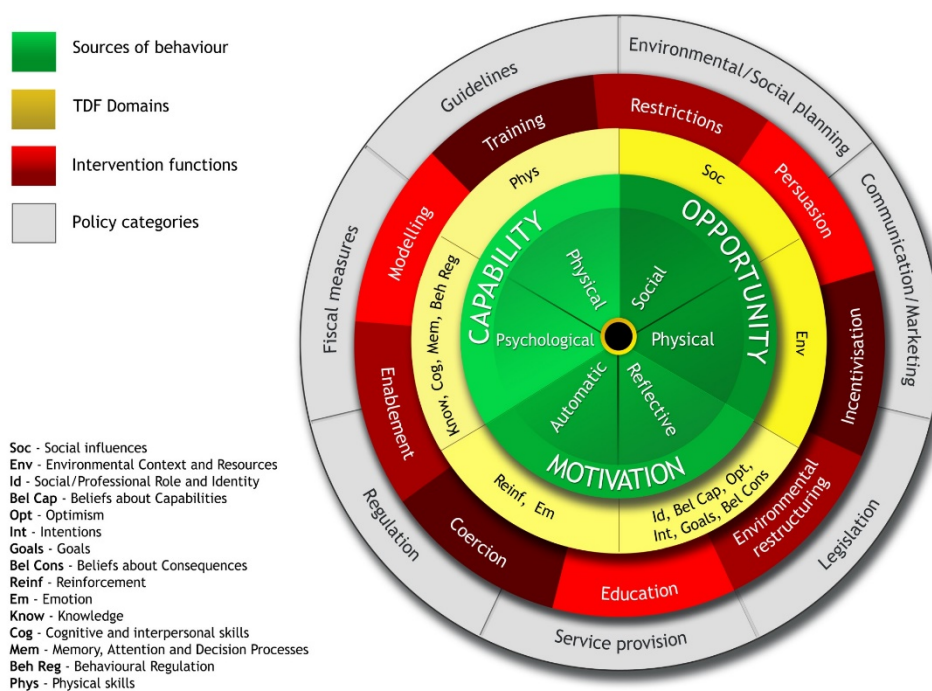 Sources of behaviour
TDF Domains
Intervention functions
Policy categories
Soc - Social influences
Env - Environmental Context and Resources
Id - Social/Professional Role and Identity
Bel Cap - Beliefs about Capabilities
Opt - Optimism
Int - Intentions
Goals - Goals
Bel Cons - Beliefs about Consequences
Reinf - Reinforcement
Em - Emotion
Know - Knowledge
Cog - Cognitive and interpersonal skills
Mem - Memory, Attention and Decision Processes
Beh Reg - Behavioural Regulation
Phys - Physical skills
Guidelines
Environmental/Social planning
Communication/Marketing
Legislation
Service provision
Regulation
Fiscal measures
Training
Restrictions
Persuasion
Incentivisation
Environmental
restructuring
Education
Coercion
Enablement
Modelling
Phys
Soc
Env
Id, Bel Cap, Opt,
Int, Goals, Bel Cons
Reinf, Em
Know, Cog, Mem, Beh Reg
CAPABILITY
OPPORTUNITY
MOTIVATION
Physical
Social
Physical
Reflective
Automatic
Psychological